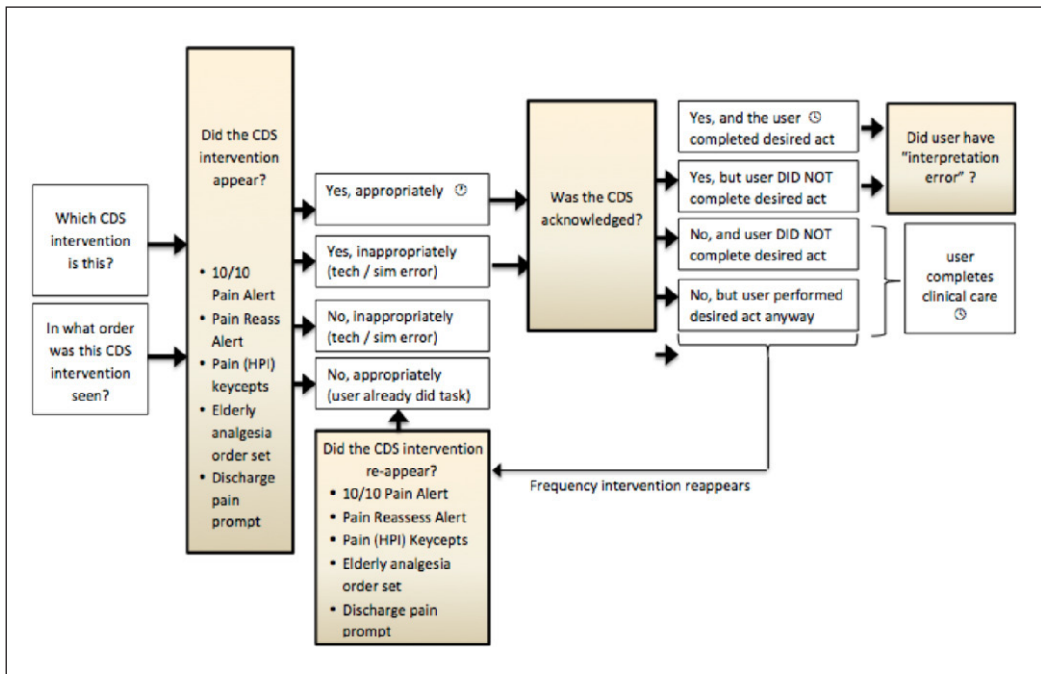 Which CDS
intervention
is this?
In what order
was this CDS
intervention
seen?
Did the CDS
intervention
appear?
• 10/10
Pain Alert
• Pain Reass
Alert
• Pain (HPI)
keycepts
• Elderly
analgesia
order set
• Discharge
pain
prompt
Yes, appropriately
Yes, inappropriately
(tech / sim error)
No, inappropriately
(tech / sim error)
No, appropriately
(user already did task)
Did the CDS intervention
re-appear?
• 10/10 Pain Alert
• Pain Reassess Alert
• Pain (HPI) Keycepts
• Elderly analgesia
order set
• Discharge pain
prompt
Was the CDS
acknowledged?
Yes, and the user
completed desired act
Yes, but user DID NOT
complete desired act
No, and user DID NOT
complete desired act
No, but user performed
desired act anyway
Did user have
"interpretation
error" ?
user
completes
clinical care
Frequency intervention reappears